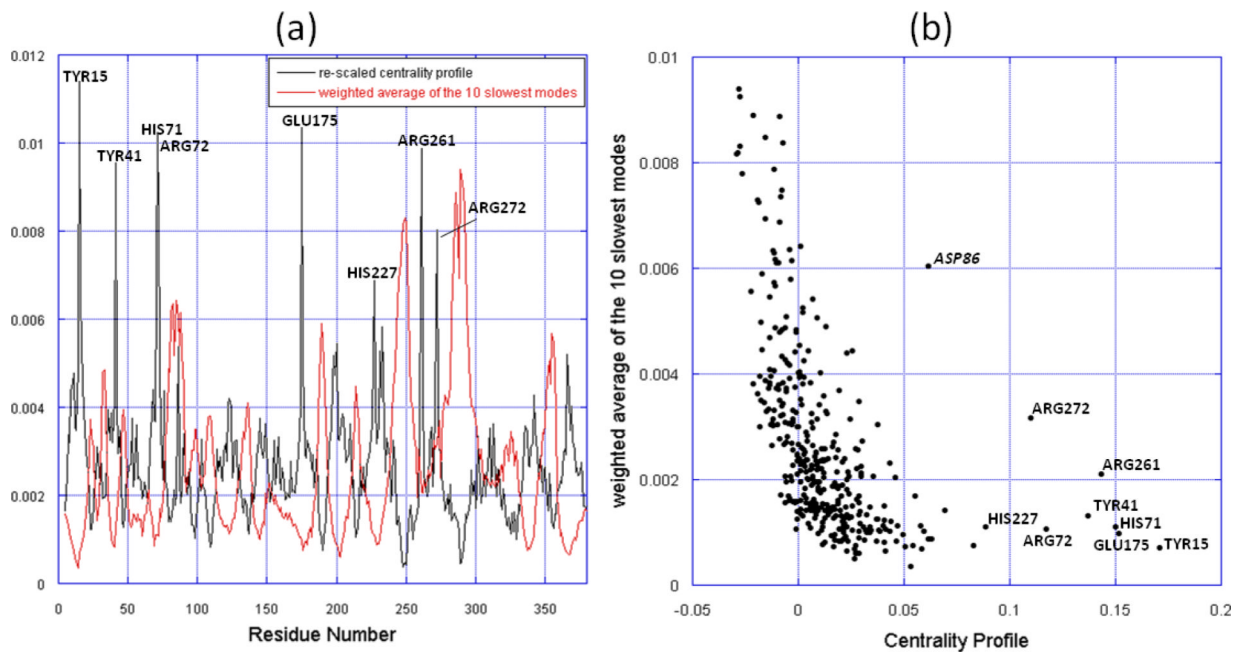 (a)
0.012
0.01
0.008
0.006
0.004
0.002
0
re-scaled centrality profile
weighted average of the 10 slowest modes
TYR15
TYR41
HIS71
ARG72
GLU175
ARG261
ARG272
HIS227
0 50 100 150 200 250 300 350
Residue Number
(b)
weighted average of the 10 slowest modes
0.01
0.008
0.006
0.004
0.002
0
ASP86
ARG272
ARG261
TYR41
HIS227
HIS71
ARG72
GLU175
TYR15
-0.05 0 0.05 0.1 0.15 0.2
Centrality Profile